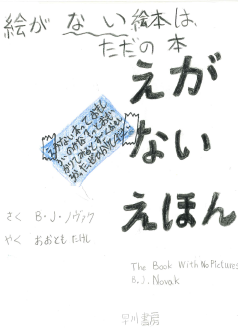 絵がない絵本は、
ただの本
えが
ない
えほん
さく B・J・ノヴァク
やく おおとも たけし
The Book With No Pictures
B.J. Novak
早川書房